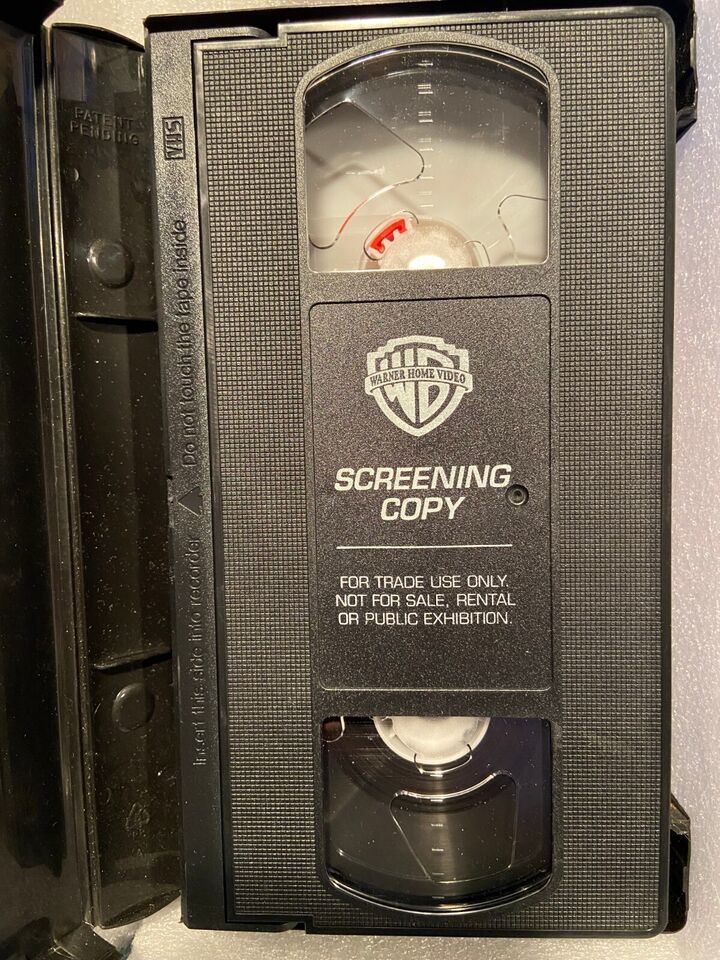 PATENT
PENDING
VHS
Do not touch the tape inside
Insert this side into recorder
WB
WARNER HOME VIDEO
SCREENING
COPY
FOR TRADE USE ONLY.
NOT FOR SALE, RENTAL
OR PUBLIC EXHIBITION.